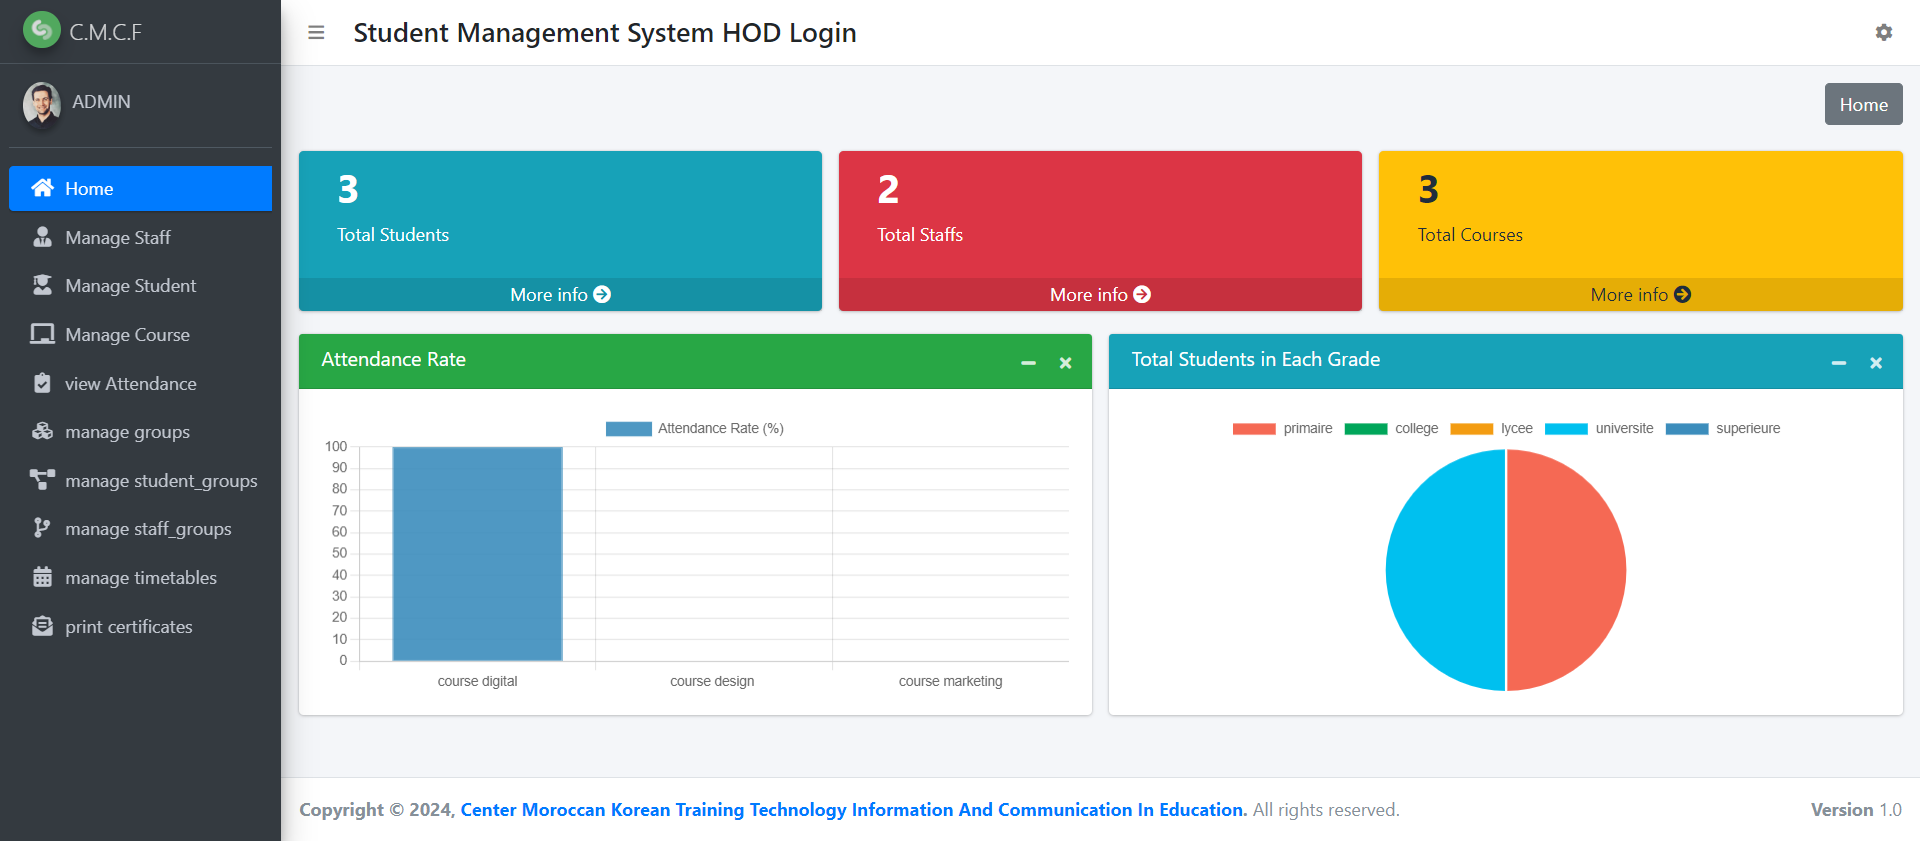 C.M.C.F
Student Management System HOD Login
ADMIN
Home
Home
Manage Staff
Manage Student
Manage Course
view Attendance
manage groups
manage student_groups
manage staff_groups
manage timetables
print certificates
3
Total Students
More info
2
Total Staffs
More info
3
Total Courses
More info
Attendance Rate
Attendance Rate (%)
100
90
80
70
60
50
40
30
20
10
0
course digital course design course marketing
Total Students in Each Grade
primaire college lycee universite superieure
Copyright © 2024, Center Moroccan Korean Training Technology Information And Communication In Education. All rights reserved.
Version 1.0